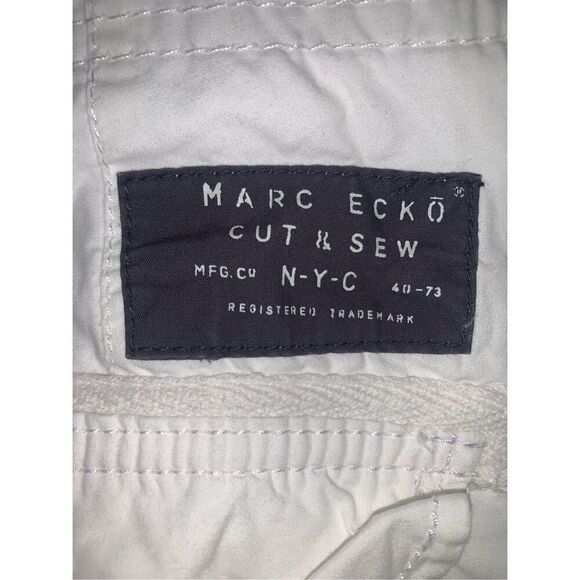 MARC ECKŌ®
CUT & SEW
MFG.CO N-Y-C 40-73
REGISTERED TRADEMARK